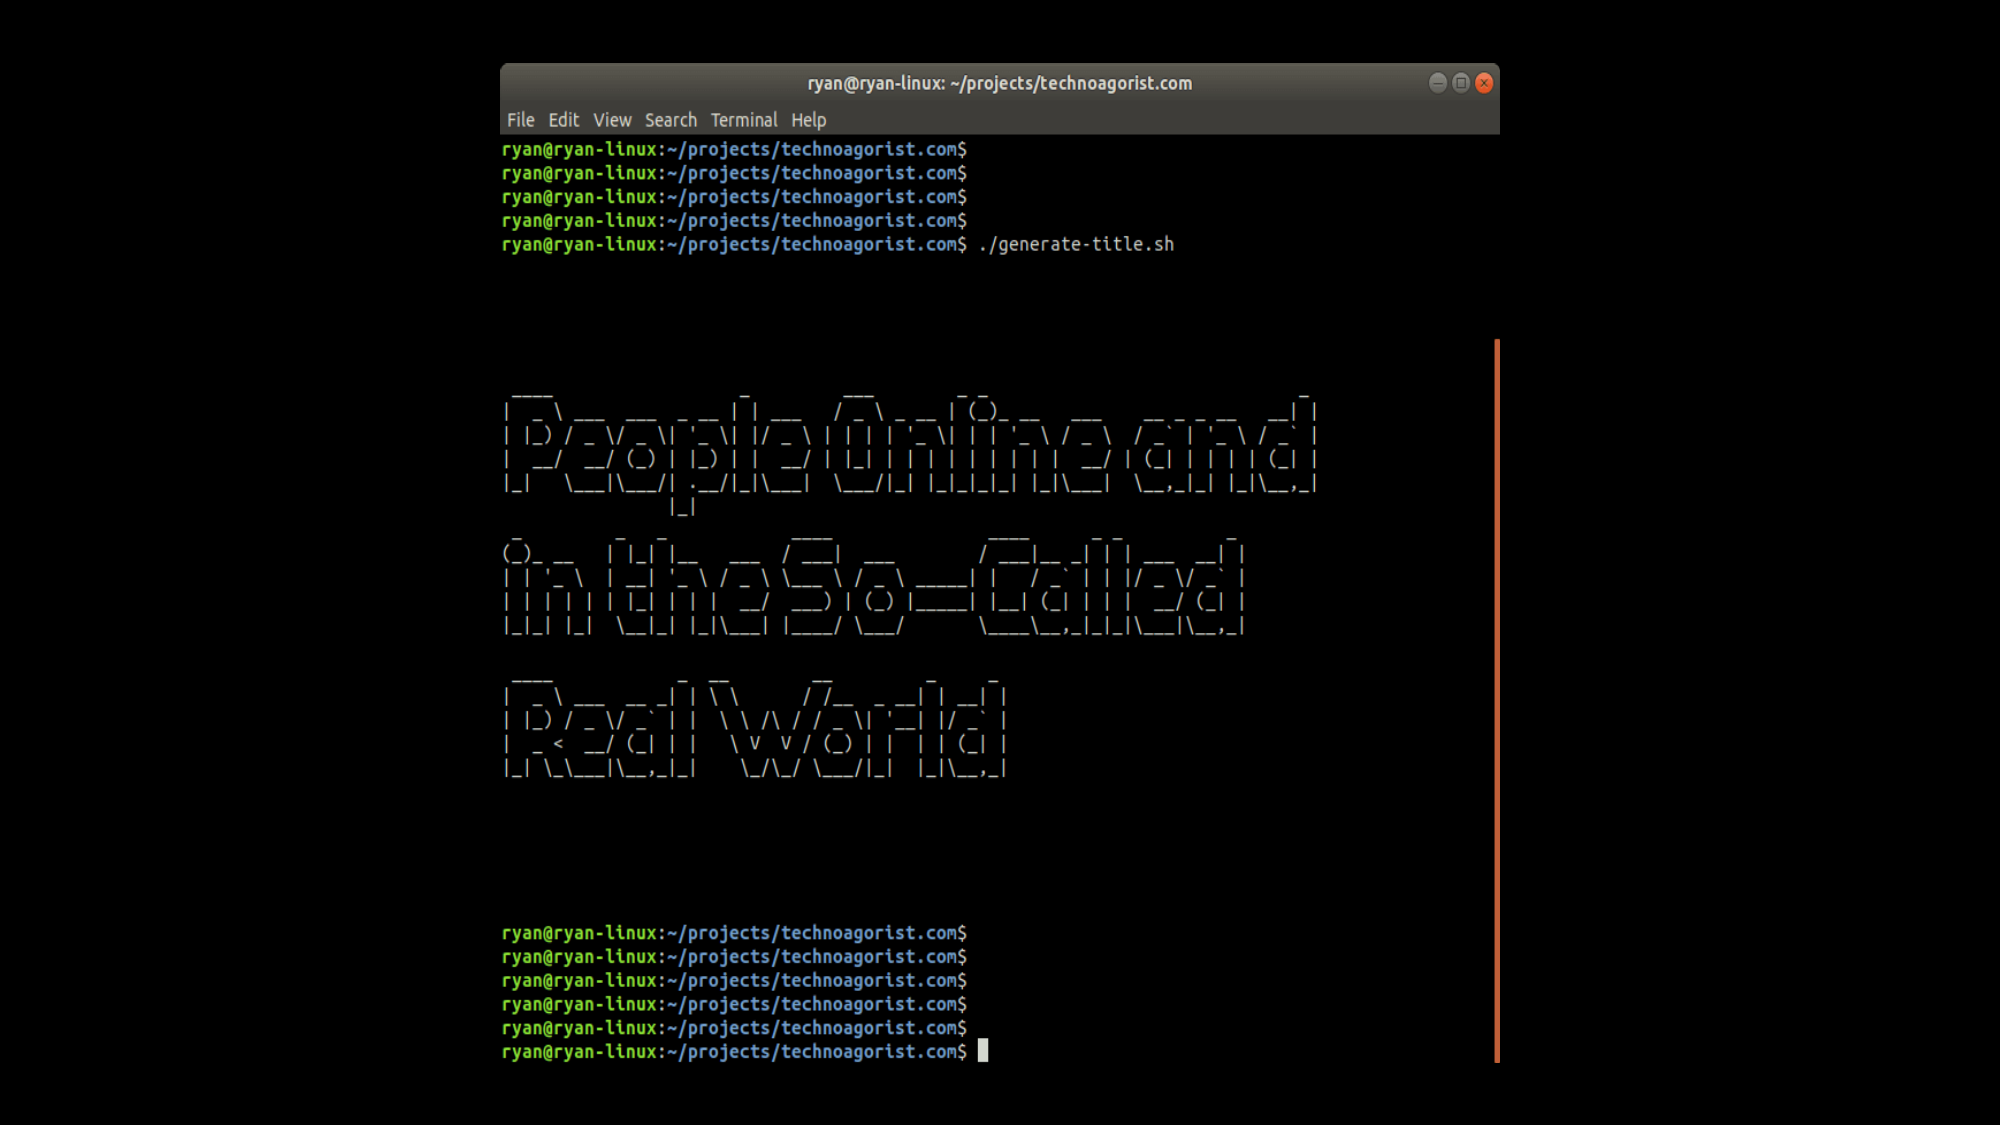 ryan@ryan-linux: ~/projects/technoagorist.com
File Edit View Search Terminal Help
ryan@ryan-linux:~/projects/technoagorist.com$
ryan@ryan-linux:~/projects/technoagorist.com$
ryan@ryan-linux:~/projects/technoagorist.com$
ryan@ryan-linux:~/projects/technoagorist.com$
ryan@ryan-linux:~/projects/technoagorist.com$ ./generate-title.sh
People Online and
in the So-Called
Real World
ryan@ryan-linux:~/projects/technoagorist.com$
ryan@ryan-linux:~/projects/technoagorist.com$
ryan@ryan-linux:~/projects/technoagorist.com$
ryan@ryan-linux:~/projects/technoagorist.com$
ryan@ryan-linux:~/projects/technoagorist.com$
ryan@ryan-linux:~/projects/technoagorist.com$